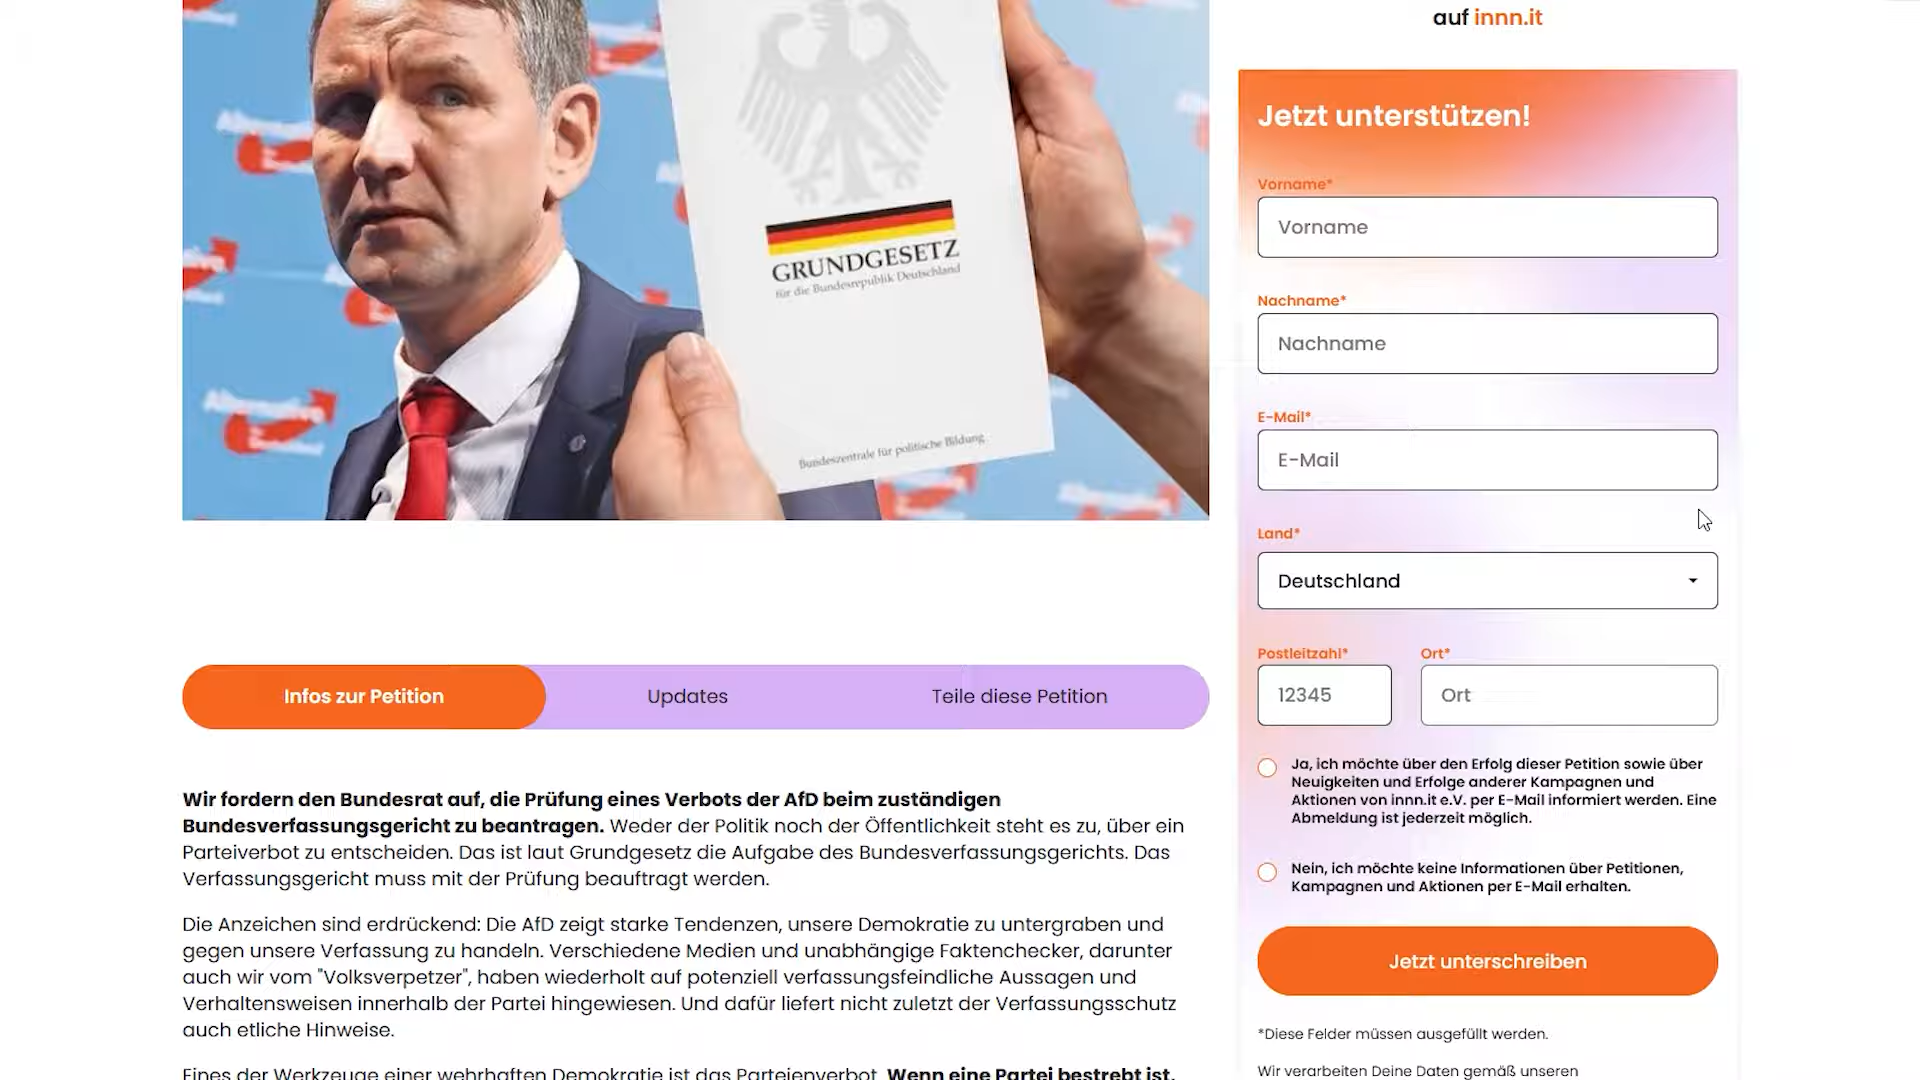 auf innn.it
GRUNDGESETZ
für die Bundesrepublik Deutschland
Bundeszentrale für politische Bildung
Alternative
Jetzt unterstützen!
Vorname*
Vorname
Nachname*
Nachname
E-Mail*
E-Mail
Land*
Deutschland
Postleitzahl* Ort*
12345 Ort
Ja, ich möchte über den Erfolg dieser Petition sowie über
Neuigkeiten und Erfolge anderer Kampagnen und
Aktionen von innn.it e.V. per E-Mail informiert werden. Eine
Abmeldung ist jederzeit möglich.
Nein, ich möchte keine Informationen über Petitionen,
Kampagnen und Aktionen per E-Mail erhalten.
Jetzt unterschreiben
*Diese Felder müssen ausgefüllt werden.
Wir verarbeiten Deine Daten gemäß unseren
Infos zur Petition Updates Teile diese Petition
Wir fordern den Bundesrat auf, die Prüfung eines Verbots der AfD beim zuständigen
Bundesverfassungsgericht zu beantragen. Weder der Politik noch der Öffentlichkeit steht es zu, über ein
Parteiverbot zu entscheiden. Das ist laut Grundgesetz die Aufgabe des Bundesverfassungsgerichts. Das
Verfassungsgericht muss mit der Prüfung beauftragt werden.
Die Anzeichen sind erdrückend: Die AfD zeigt starke Tendenzen, unsere Demokratie zu untergraben und
gegen unsere Verfassung zu handeln. Verschiedene Medien und unabhängige Faktenchecker, darunter
auch wir vom "Volksverpetzer", haben wiederholt auf potenziell verfassungsfeindliche Aussagen und
Verhaltensweisen innerhalb der Partei hingewiesen. Und dafür liefert nicht zuletzt der Verfassungsschutz
auch etliche Hinweise.
Eines der Werkzeuge einer wehrhaften Demokratie ist das Parteienverbot. Wenn eine Partei bestrebt ist,